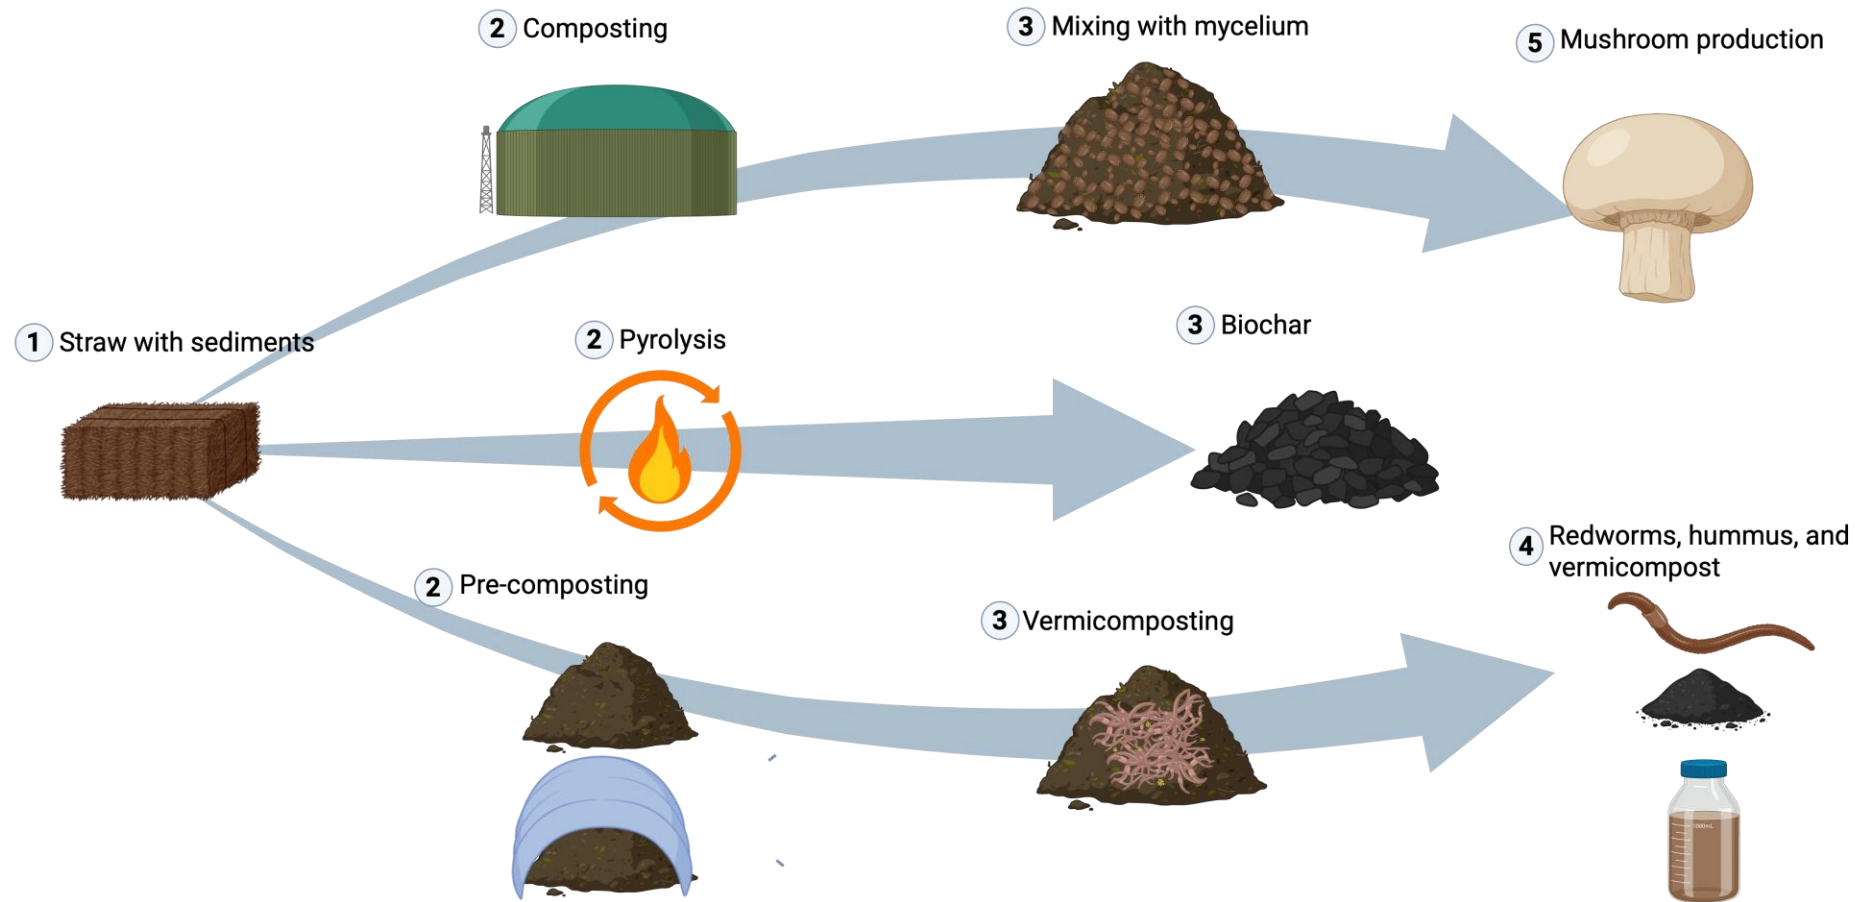 2 Composting
3 Mixing with mycelium
5 Mushroom production
1 Straw with sediments
2 Pyrolysis
3 Biochar
2 Pre-composting
3 Vermicomposting
4 Redworms, hummus, and
vermicompost
1000mL